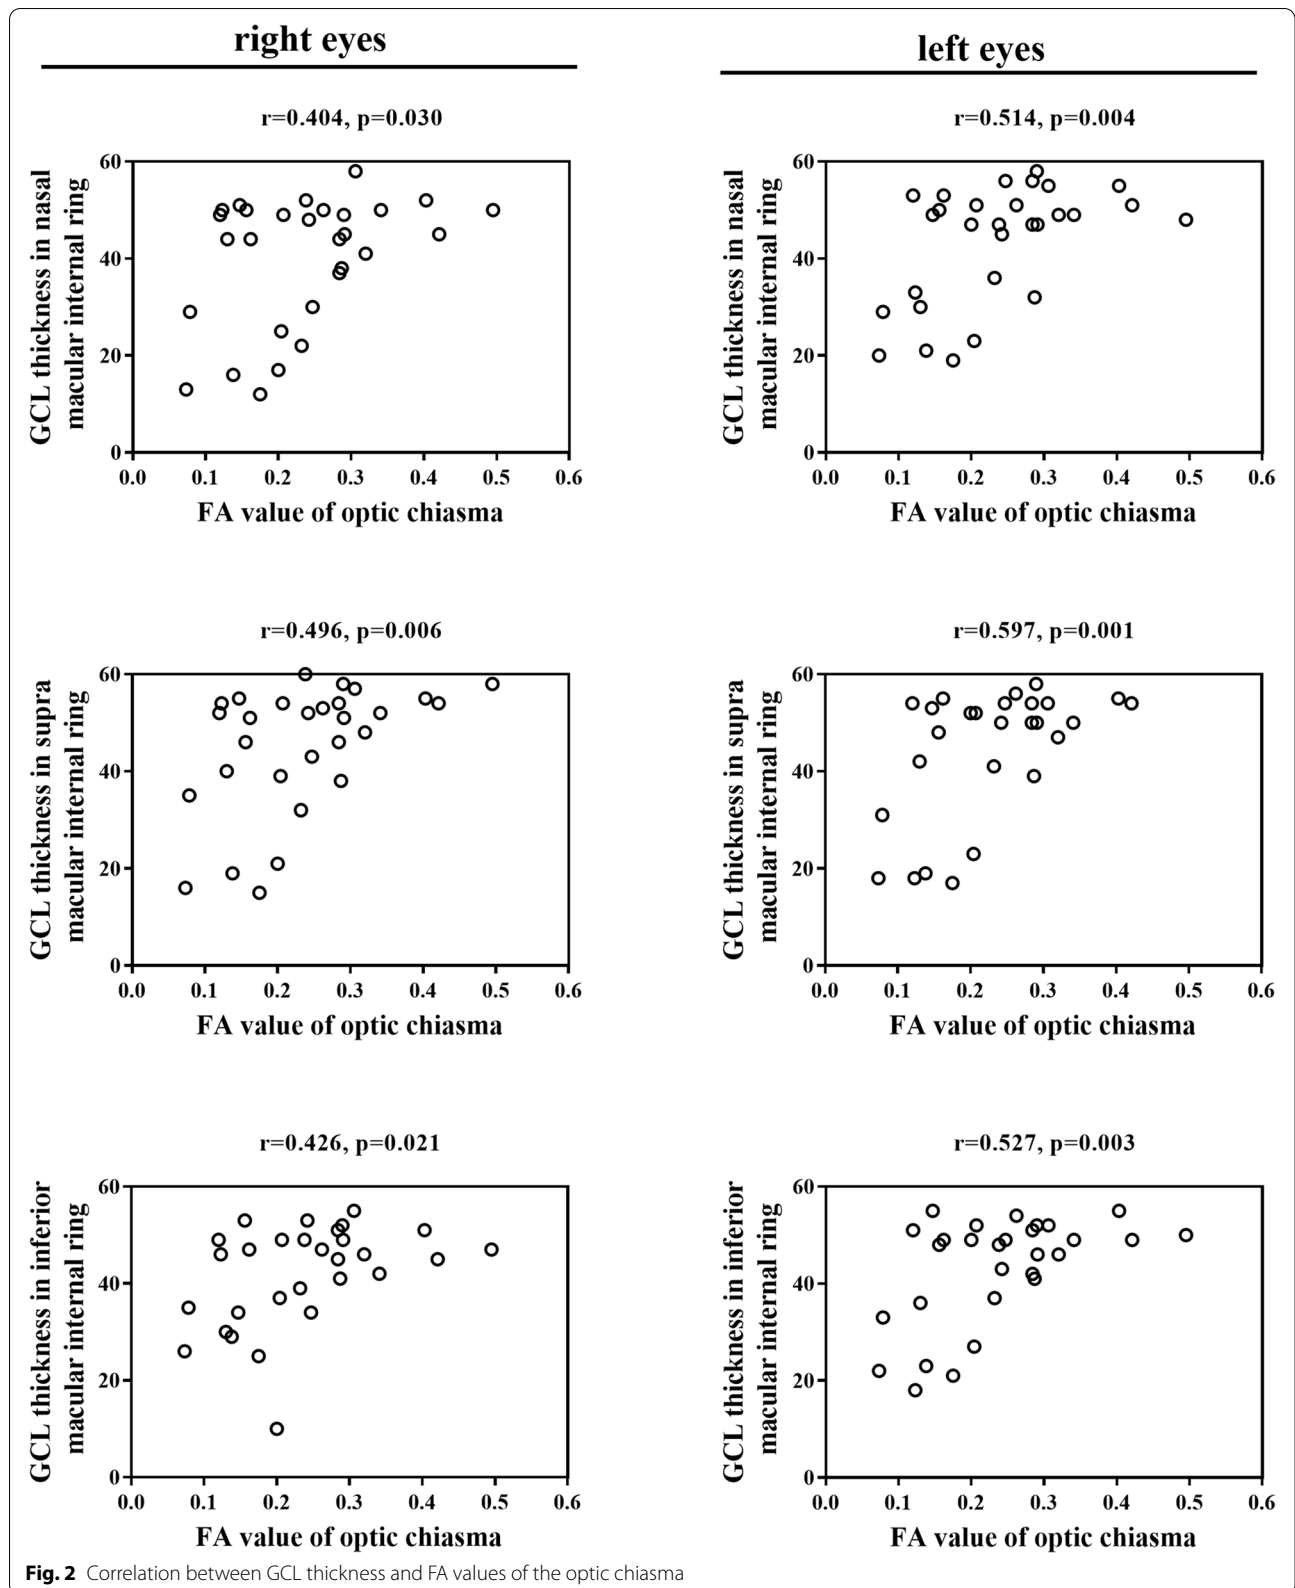 right eyes
left eyes
r=0.404, p=0.030
GCL thickness in nasal
macular internal ring
60
40
20
0
0.0 0.1 0.2 0.3 0.4 0.5 0.6
FA value of optic chiasma
r=0.514, p=0.004
GCL thickness in nasal
macular internal ring
60
40
20
0
0.0 0.1 0.2 0.3 0.4 0.5 0.6
FA value of optic chiasma
r=0.496, p=0.006
GCL thickness in supra
macular internal ring
60
40
20
0
0.0 0.1 0.2 0.3 0.4 0.5 0.6
FA value of optic chiasma
r=0.597, p=0.001
GCL thickness in supra
macular internal ring
60
40
20
0
0.0 0.1 0.2 0.3 0.4 0.5 0.6
FA value of optic chiasma
r=0.426, p=0.021
GCL thickness in inferior
macular internal ring
60
40
20
0
0.0 0.1 0.2 0.3 0.4 0.5 0.6
FA value of optic chiasma
r=0.527, p=0.003
GCL thickness in inferior
macular internal ring
60
40
20
0
0.0 0.1 0.2 0.3 0.4 0.5 0.6
FA value of optic chiasma
Fig. 2 Correlation between GCL thickness and FA values of the optic chiasma